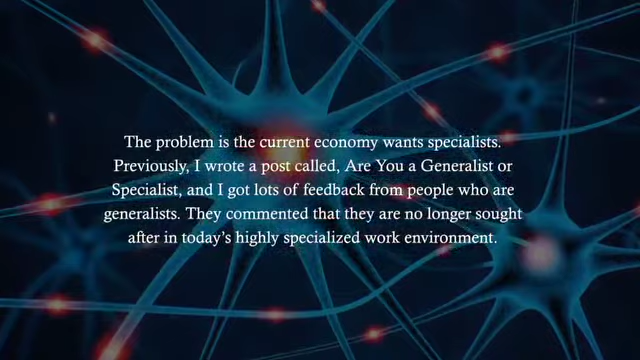 The problem is the current economy wants specialists.
Previously, I wrote a post called, Are You a Generalist or
Specialist, and I got lots of feedback from people who are
generalists. They commented that they are no longer sought
after in today’s highly specialized work environment.